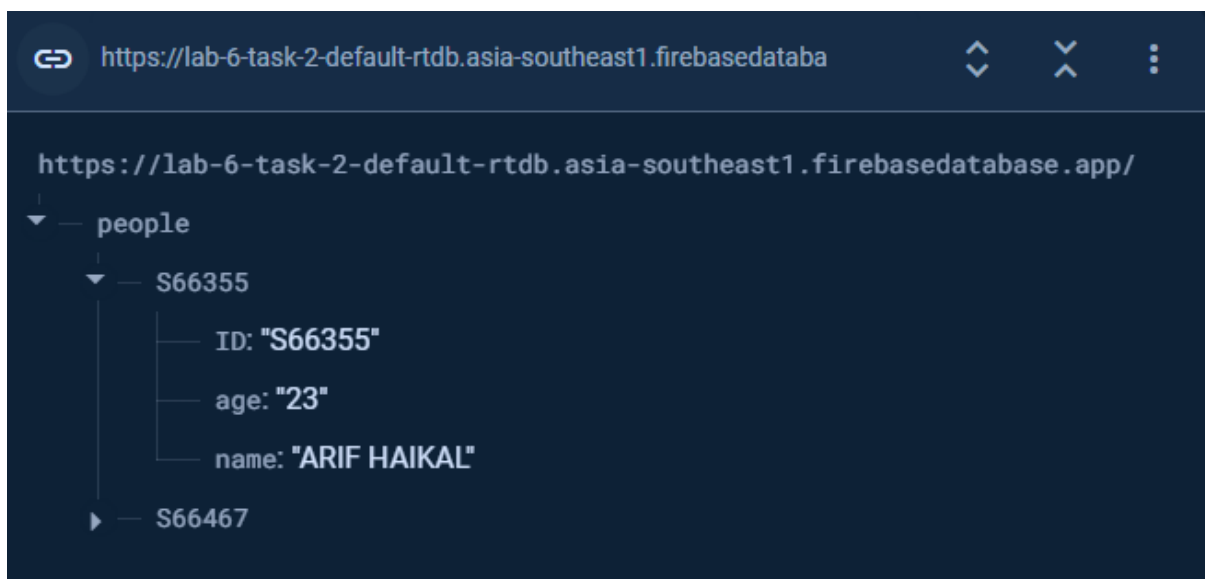 https://lab-6-task-2-default-rtdb.asia-southeast1.firebasedataba
https://lab-6-task-2-default-rtdb.asia-southeast1.firebasedatabase.app/
people
S66355
ID: "S66355"
age: "23"
name: "ARIF HAIKAL"
S66467